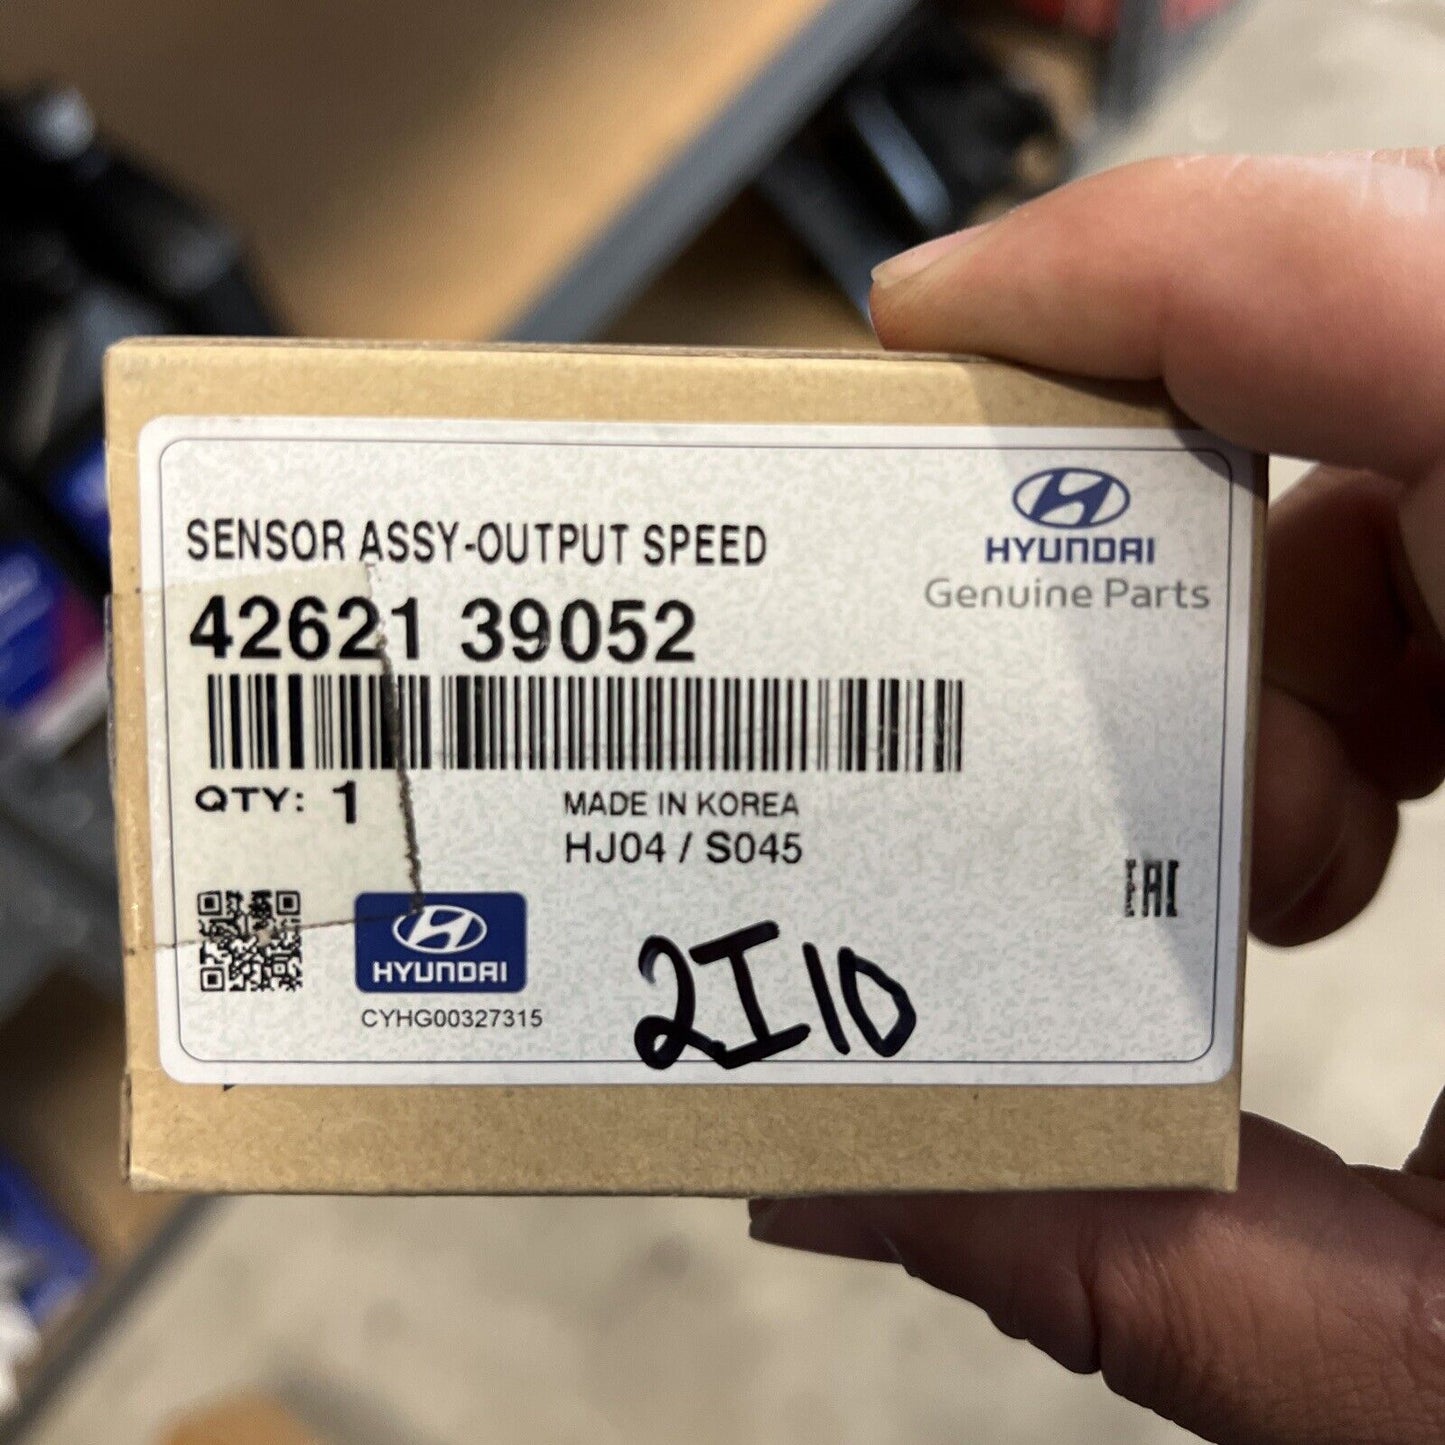 SENSOR ASSY-OUTPUT SPEED
HYUNDAI
Genuine Parts
42621 39052
QTY: 1
MADE IN KOREA
HJ04 / S045
EAC
HYUNDAI
CYHG00327315
2I10